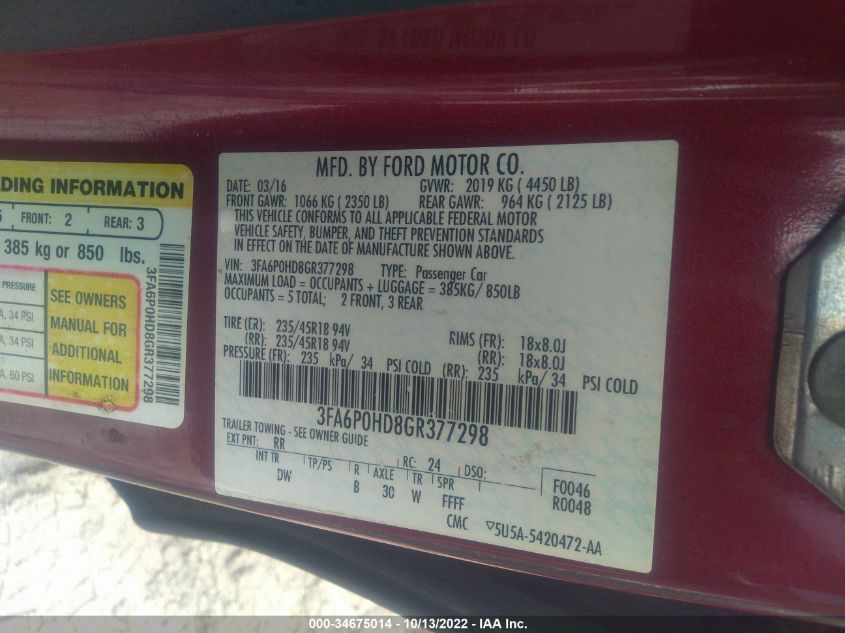 DING INFORMATION
FRONT: 2 REAR: 3
385 kg or 850 lbs.
PRESSURE
34 PSI
34 PSI
60 PSI
SEE OWNERS
MANUAL FOR
ADDITIONAL
INFORMATION
3FA6P0HD8GR377298
MFD. BY FORD MOTOR CO.
DATE: 03/16 GVWR: 2019 KG ( 4450 LB)
FRONT GAWR: 1066 KG ( 2350 LB) REAR GAWR: 964 KG ( 2125 LB)
THIS VEHICLE CONFORMS TO ALL APPLICABLE FEDERAL MOTOR
VEHICLE SAFETY, BUMPER, AND THEFT PREVENTION STANDARDS
IN EFFECT ON THE DATE OF MANUFACTURE SHOWN ABOVE.
VIN: 3FA6P0HD8GR377298 TYPE: Passenger Car
MAXIMUM LOAD = OCCUPANTS + LUGGAGE = 385KG/ 850LB
OCCUPANTS = 5 TOTAL; 2 FRONT, 3 REAR
TIRE (FR): 235/45R18 94V RIMS (FR): 18x8.0J
(RR): 235/45R18 94V (RR): 18x8.0J
PRESSURE (FR): 235 kPa/ 34 PSI COLD (RR): 235 kPa/ 34 PSI COLD
3FA6P0HD8GR377298
TRAILER TOWING - SEE OWNER GUIDE
EXT PNT: RR RC: 24 DSO: F0046
INT TR TP/PS R AXLE TR SPR R0048
DW B 30 W FFFF
CMC ▽5U5A-5420472-AA
000-34675014 - 10/13/2022 - IAA Inc.